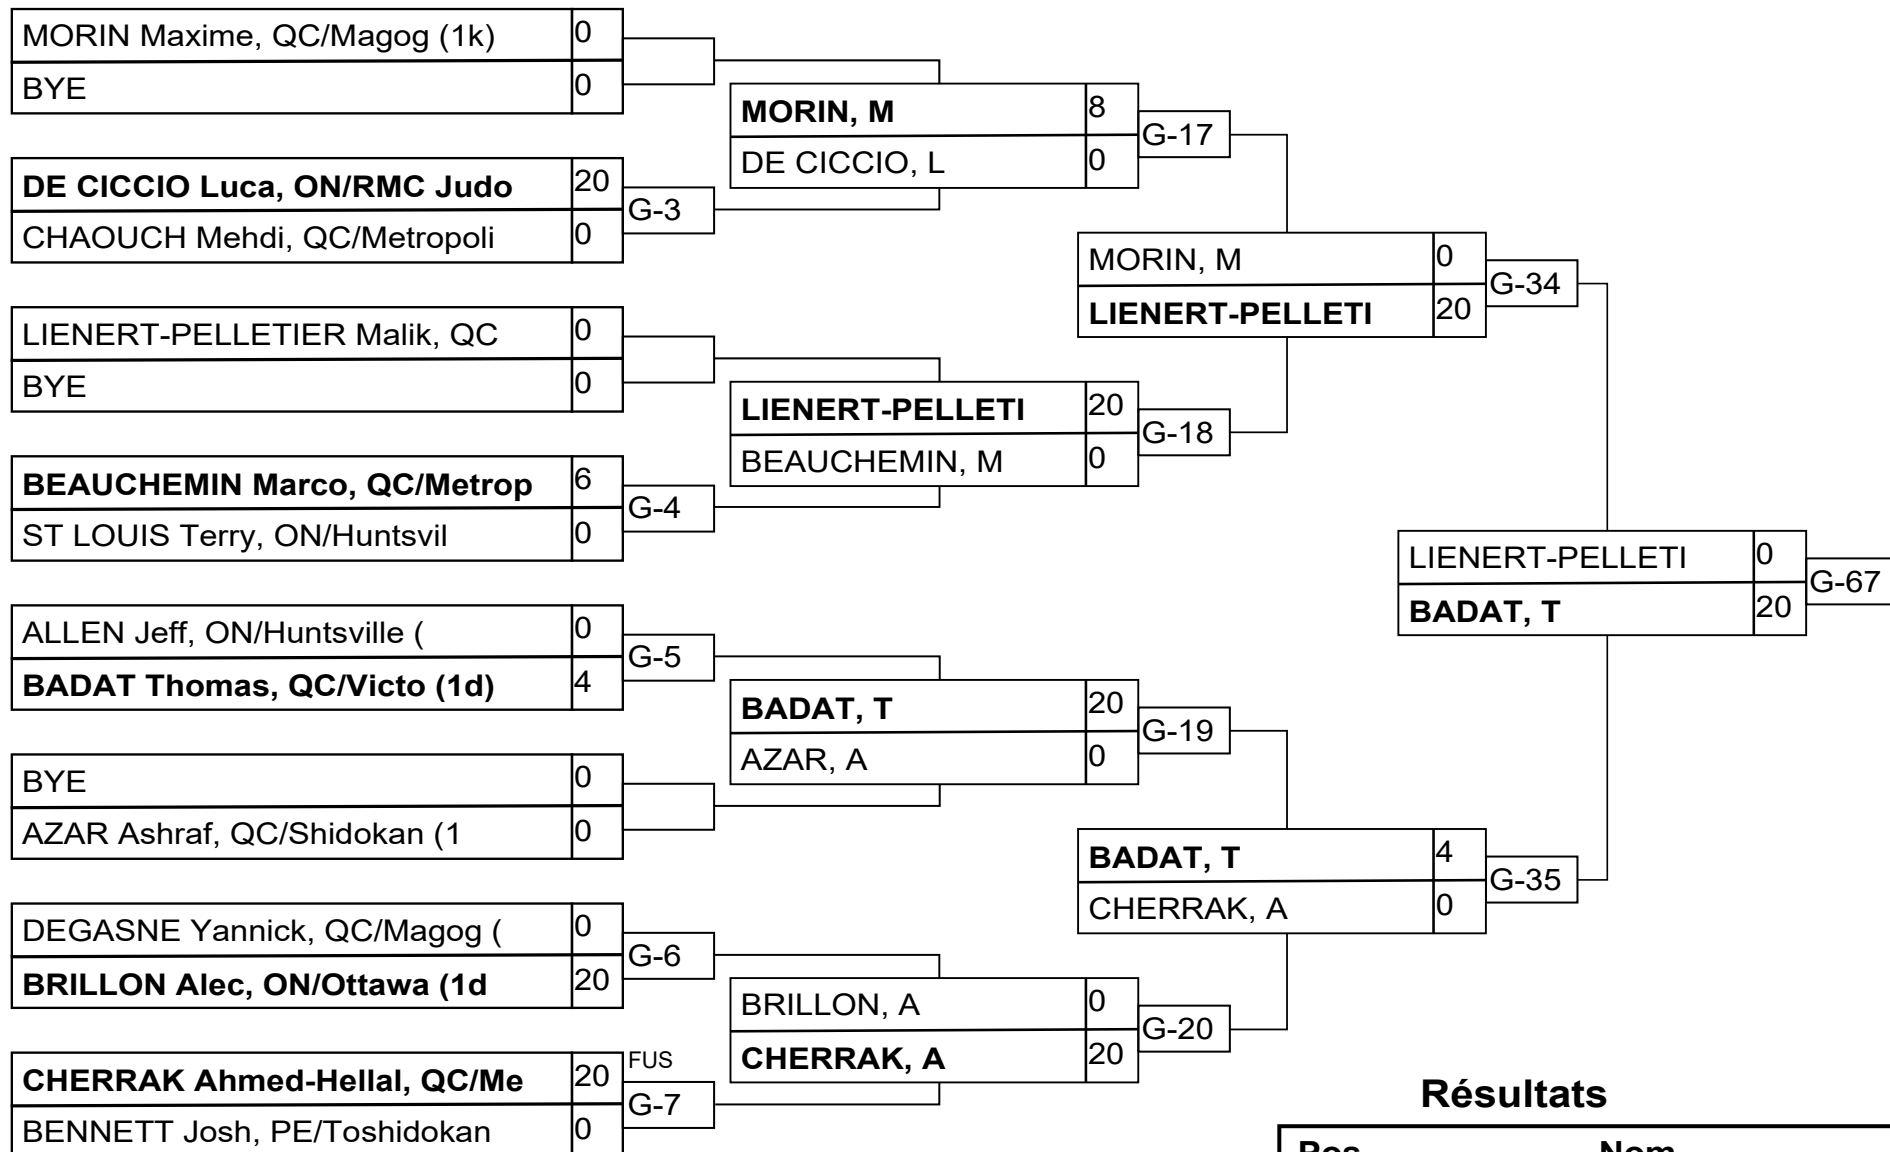 MORIN Maxime, QC/Magog (1k) 0
BYE 0
DE CICCIO Luca, ON/RMC Judo 20
CHAOUCH Mehdi, QC/Metropoli 0
G-3
LIENERT-PELLETIER Malik, QC 0
BYE 0
BEAUCHEMIN Marco, QC/Metrop 6
ST LOUIS Terry, ON/Huntsvil 0
G-4
ALLEN Jeff, ON/Huntsville ( 0
BADAT Thomas, QC/Victo (1d) 4
G-5
BYE 0
AZAR Ashraf, QC/Shidokan (1 0
DEGASNE Yannick, QC/Magog ( 0
BRILLON Alec, ON/Ottawa (1d 20
G-6
CHERRAK Ahmed-Hellal, QC/Me 20
BENNETT Josh, PE/Toshidokan 0
FUS
G-7
MORIN, M 8
DE CICCIO, L 0
G-17
LIENERT-PELLETI 20
BEAUCHEMIN, M 0
G-18
BADAT, T 20
AZAR, A 0
G-19
BRILLON, A 0
CHERRAK, A 20
G-20
MORIN, M 0
LIENERT-PELLETI 20
G-34
BADAT, T 4
CHERRAK, A 0
G-35
LIENERT-PELLETI 0
BADAT, T 20
G-67
Résultats
Pos Nom